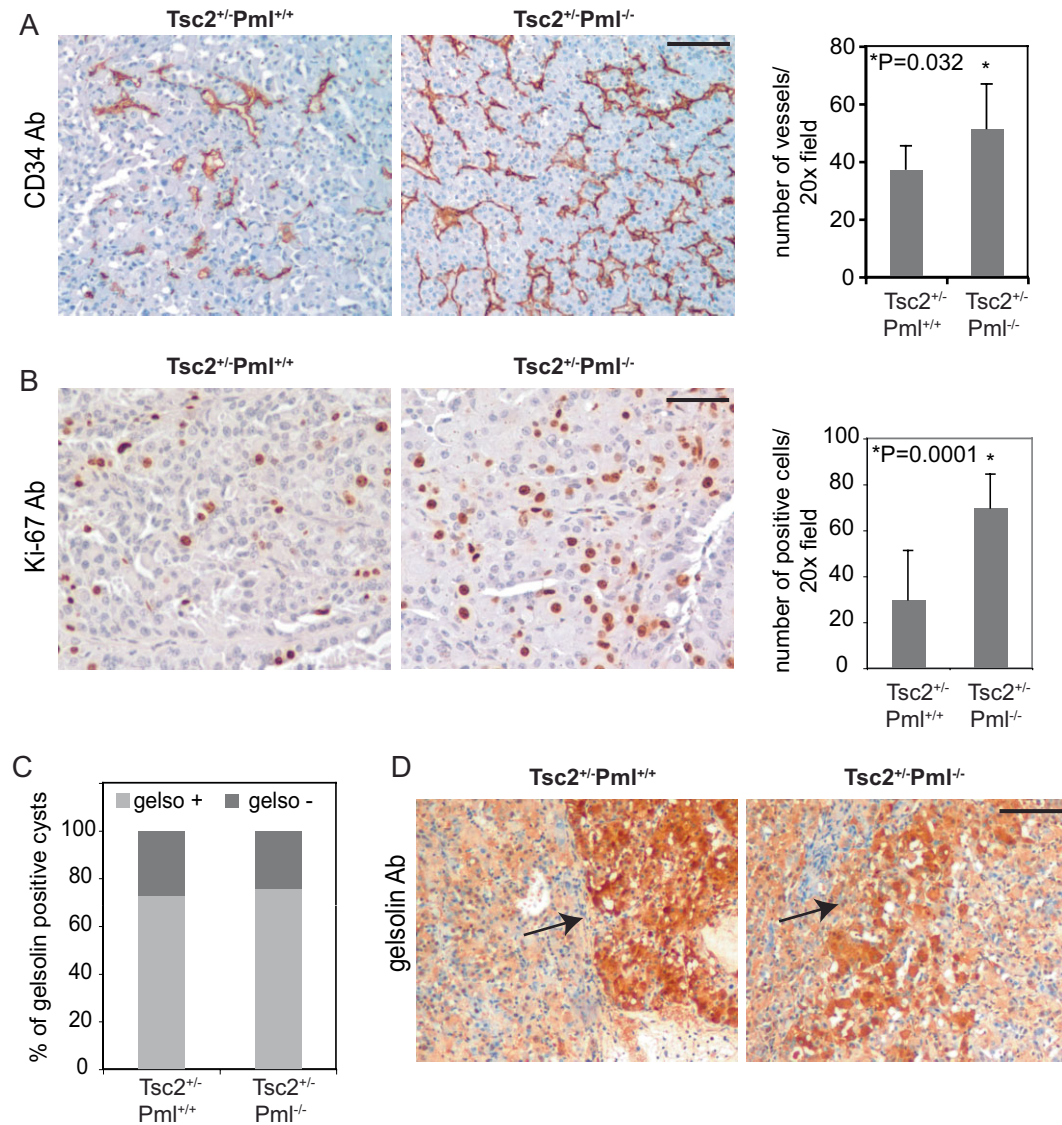 A
Tsc2+/-Pml+/+
Tsc2+/-Pml-/-
CD34 Ab
number of vessels/
20x field
80
60
40
20
0
*P=0.032
*
Tsc2+/-
Pml+/+
Tsc2+/-
Pml-/-
B
Tsc2+/-Pml+/+
Tsc2+/-Pml-/-
Ki-67 Ab
number of positive cells/
20x field
100
80
60
40
20
0
*P=0.0001
*
Tsc2+/-
Pml+/+
Tsc2+/-
Pml-/-
C
% of gelsolin positive cysts
gelso +
gelso -
100
80
60
40
20
0
Tsc2+/-
Pml+/+
Tsc2+/-
Pml-/-
D
Tsc2+/-Pml+/+
Tsc2+/-Pml-/-
gelsolin Ab